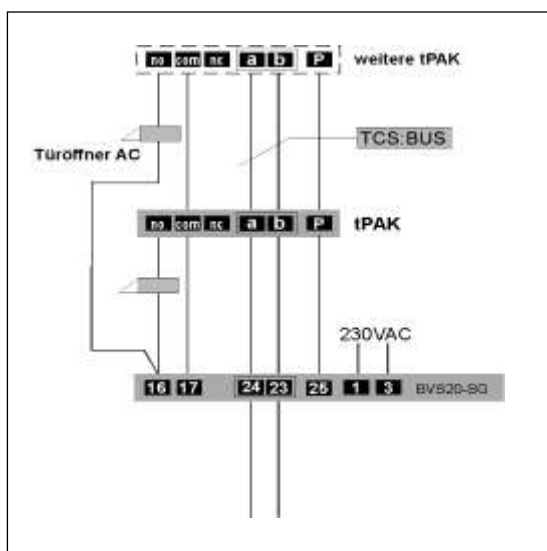 no com nc a b P weitere tPAK
Türöffner AC
TCS:BUS
no com nc a b P tPAK
230VAC
16 17 24 23 25 1 3 BVS20-SG